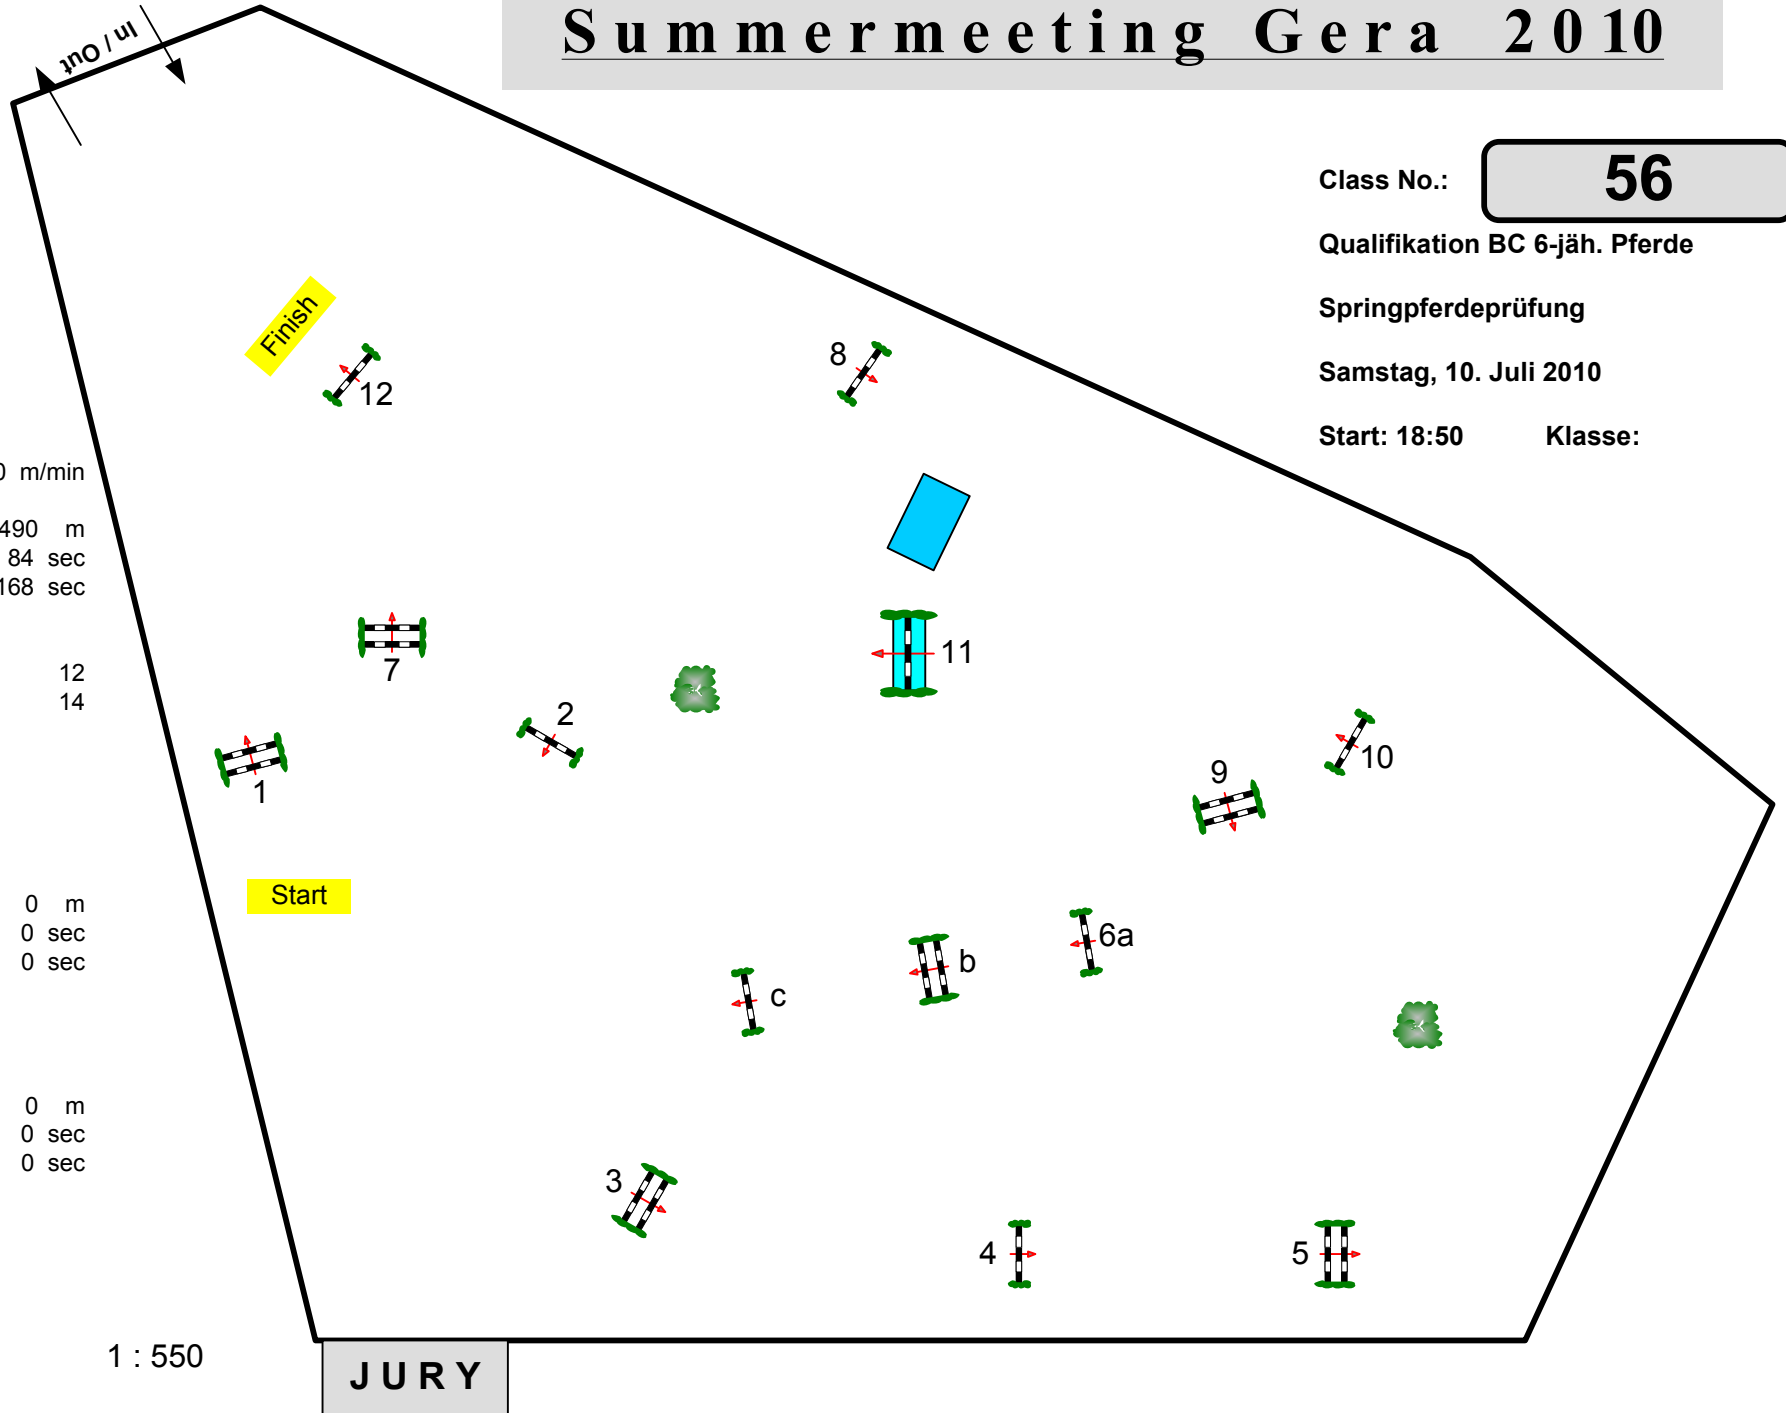 Summermeeting Gera 2010
In / Out
Class No.: 56
Qualifikation BC 6-jäh. Pferde
Springpferdeprüfung
Samstag, 10. Juli 2010
Start: 18:50 Klasse:
Finish
12
8
0 m/min
490 m
84 sec
168 sec
12
14
7
11
2
1
9
10
Start
0 m
0 sec
0 sec
6a
b
c
0 m
0 sec
0 sec
3
4
5
1 : 550
JURY